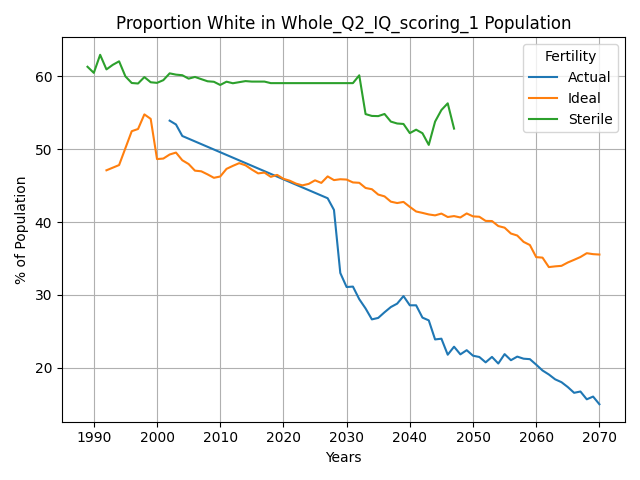 Proportion White in Whole_Q2_IQ_scoring_1 Population
Fertility
Actual
Ideal
Sterile
% of Population
60
50
40
30
20
1990 2000 2010 2020 2030 2040 2050 2060 2070
Years